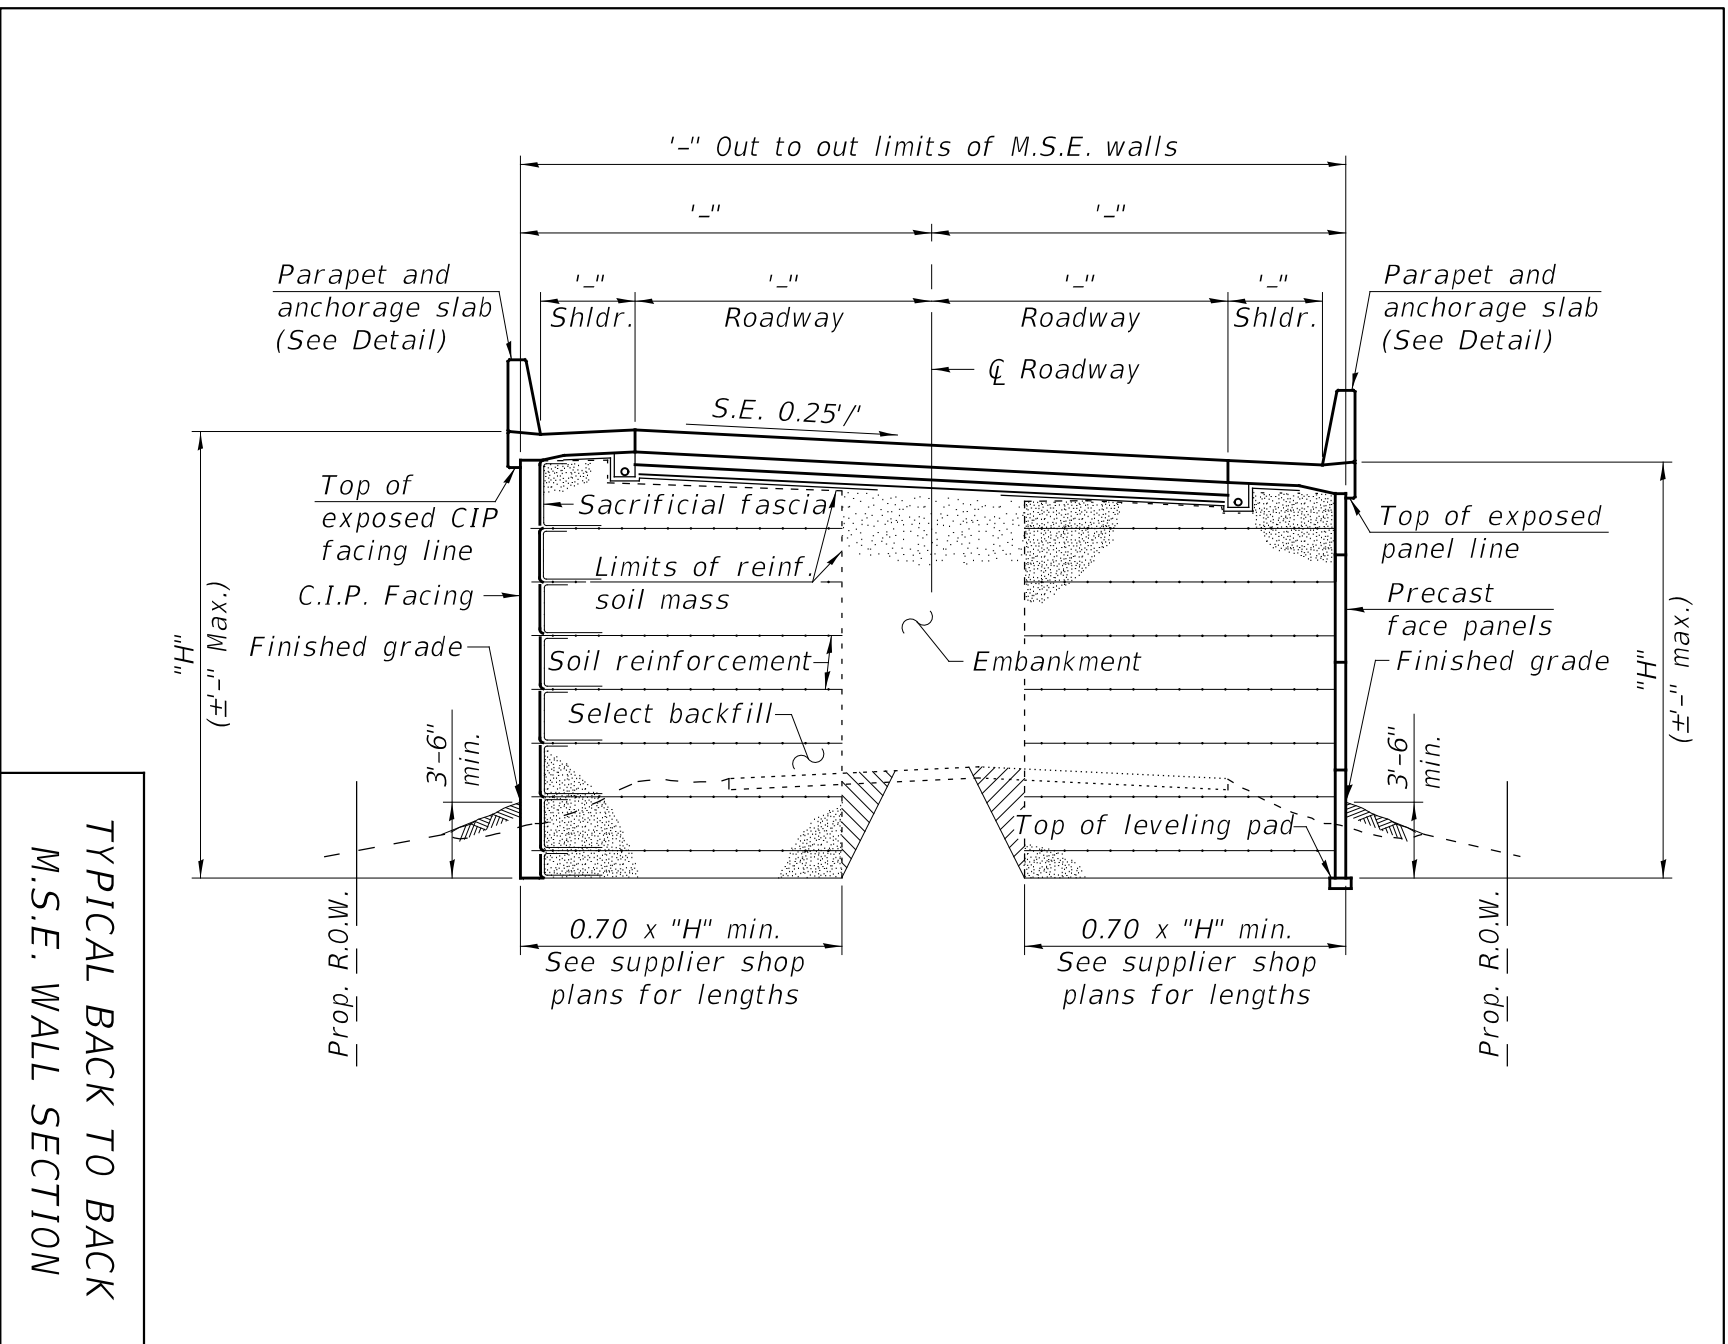 '-" Out to out limits of M.S.E. walls
'-"
'-"
Parapet and
anchorage slab
(See Detail)
'-"
Shldr.
'-"
Roadway
'-"
Roadway
'-"
Shldr.
Parapet and
anchorage slab
(See Detail)
℄ Roadway
S.E. 0.25'/'
Top of
exposed CIP
facing line
Sacrificial fascia
Top of exposed
panel line
Limits of reinf.
soil mass
C.I.P. Facing
Precast
face panels
"H"
(±'-" Max.)
Finished grade
Soil reinforcement
Embankment
Finished grade
"H"
(±'-" max.)
Select backfill
3'-6"
min.
3'-6"
min.
Top of leveling pad
Prop. R.O.W.
0.70 x "H" min.
See supplier shop
plans for lengths
0.70 x "H" min.
See supplier shop
plans for lengths
Prop. R.O.W.
TYPICAL BACK TO BACK
M.S.E. WALL SECTION